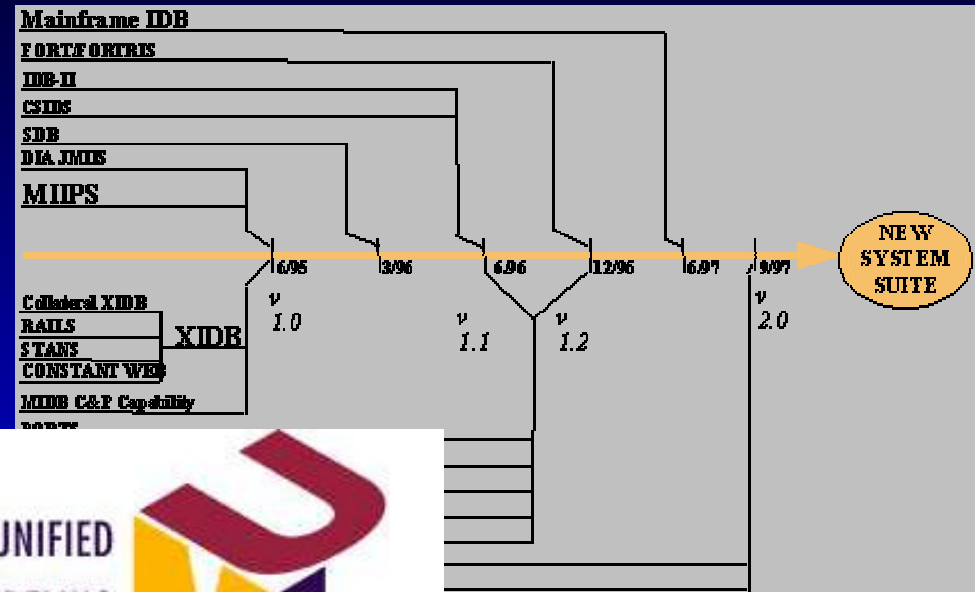 Mainframe IDB
FORT/FORTRIS
IDB-II
CSIDS
SDB
DIA JMIIS
MIIPS
6/95
3/96
6/96
12/96
6/97
9/97
NEW
SYSTEM
SUITE
ν
1.0
ν
1.1
ν
1.2
ν
2.0
Collateral XIDB
RAILS
STANS
CONSTANT WEB
XIDB
MIDB C&P Capability
UNIFIED